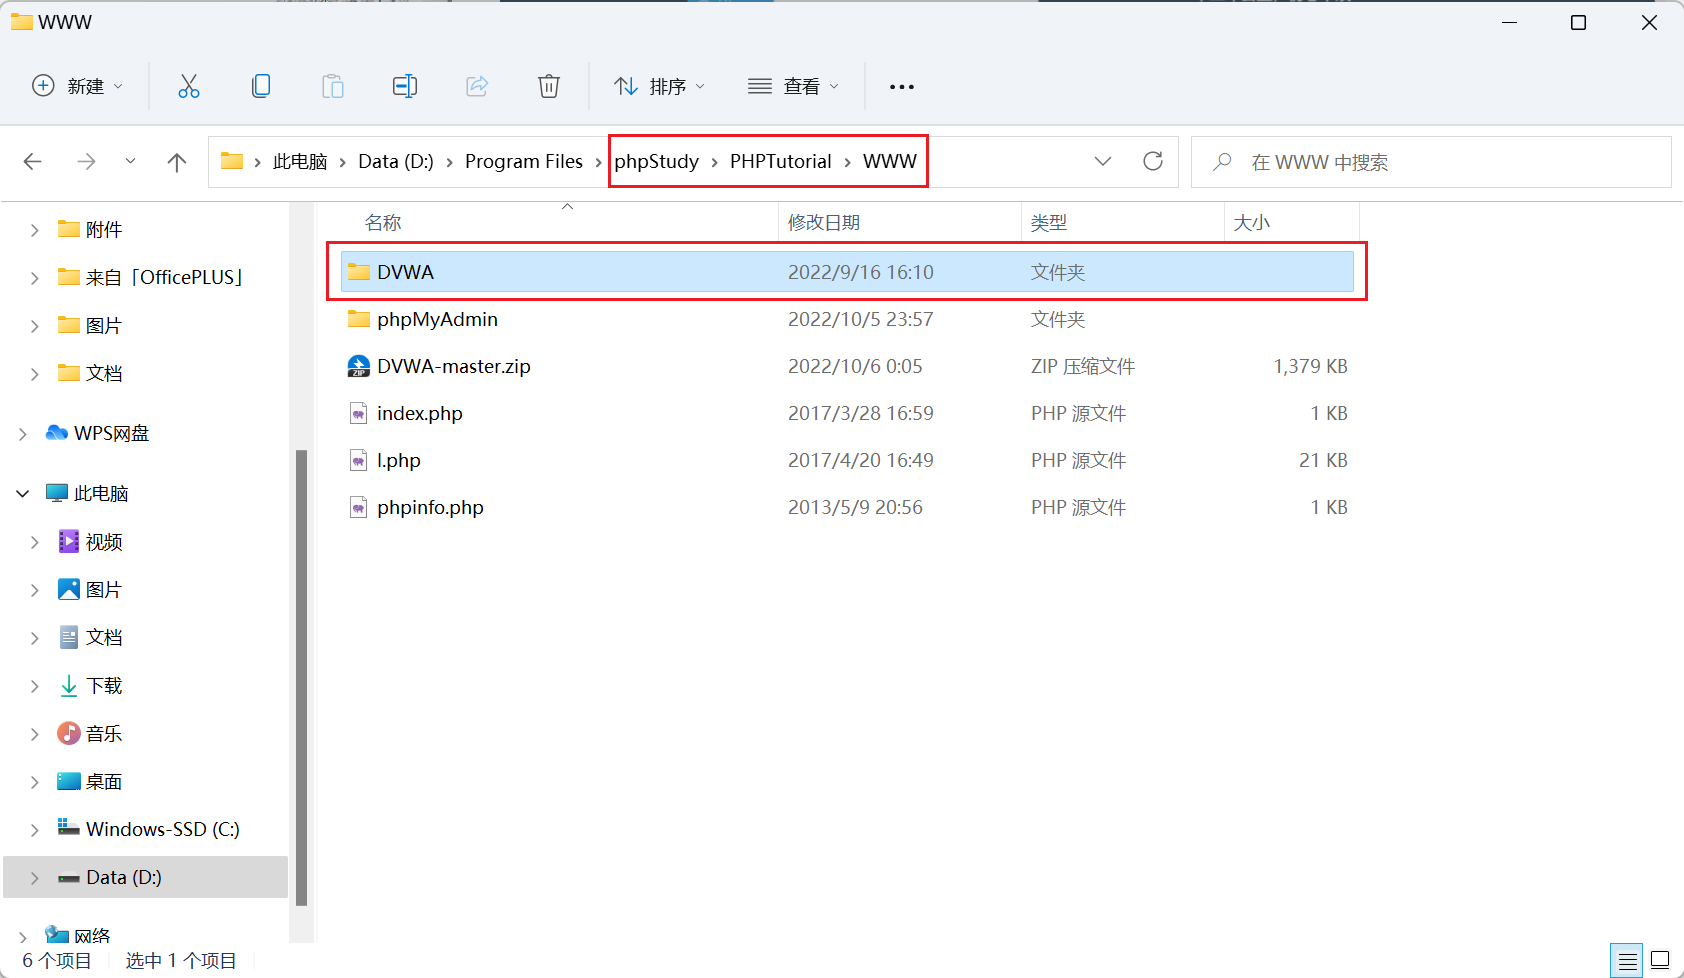 WWW
新建 排序 查看
此电脑 Data (D:) Program Files phpStudy PHPTutorial WWW 在 WWW 中搜索
附件
来自「OfficePLUS」
图片
文档
WPS网盘
此电脑
视频
图片
文档
下载
音乐
桌面
Windows-SSD (C:)
Data (D:)
网络
名称 修改日期 类型 大小
DVWA 2022/9/16 16:10 文件夹
phpMyAdmin 2022/10/5 23:57 文件夹
DVWA-master.zip 2022/10/6 0:05 ZIP 压缩文件 1,379 KB
index.php 2017/3/28 16:59 PHP 源文件 1 KB
l.php 2017/4/20 16:49 PHP 源文件 21 KB
phpinfo.php 2013/5/9 20:56 PHP 源文件 1 KB
6 个项目 选中 1 个项目